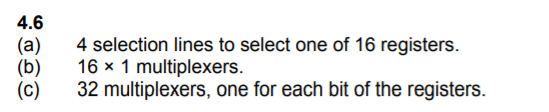 4.6
(a) 4 selection lines to select one of 16 registers.
(b) 16 × 1 multiplexers.
(c) 32 multiplexers, one for each bit of the registers.